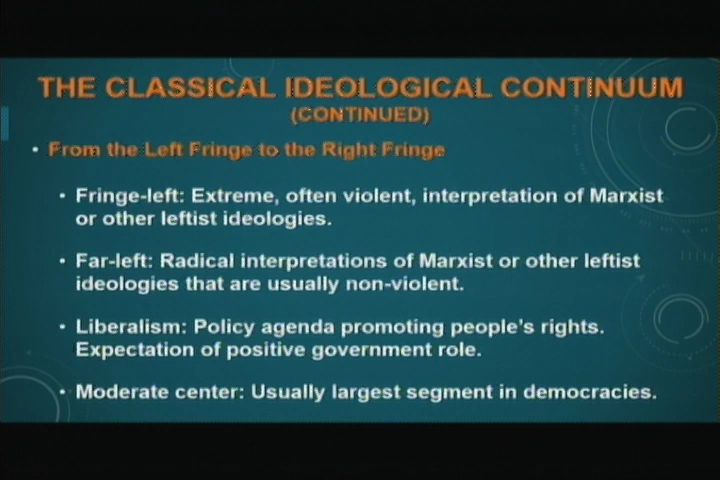 THE CLASSICAL IDEOLOGICAL CONTINUUM
(CONTINUED)
• From the Left Fringe to the Right Fringe
• Fringe-left: Extreme, often violent, interpretation of Marxist
or other leftist ideologies.
• Far-left: Radical interpretations of Marxist or other leftist
ideologies that are usually non-violent.
• Liberalism: Policy agenda promoting people's rights.
Expectation of positive government role.
• Moderate center: Usually largest segment in democracies.